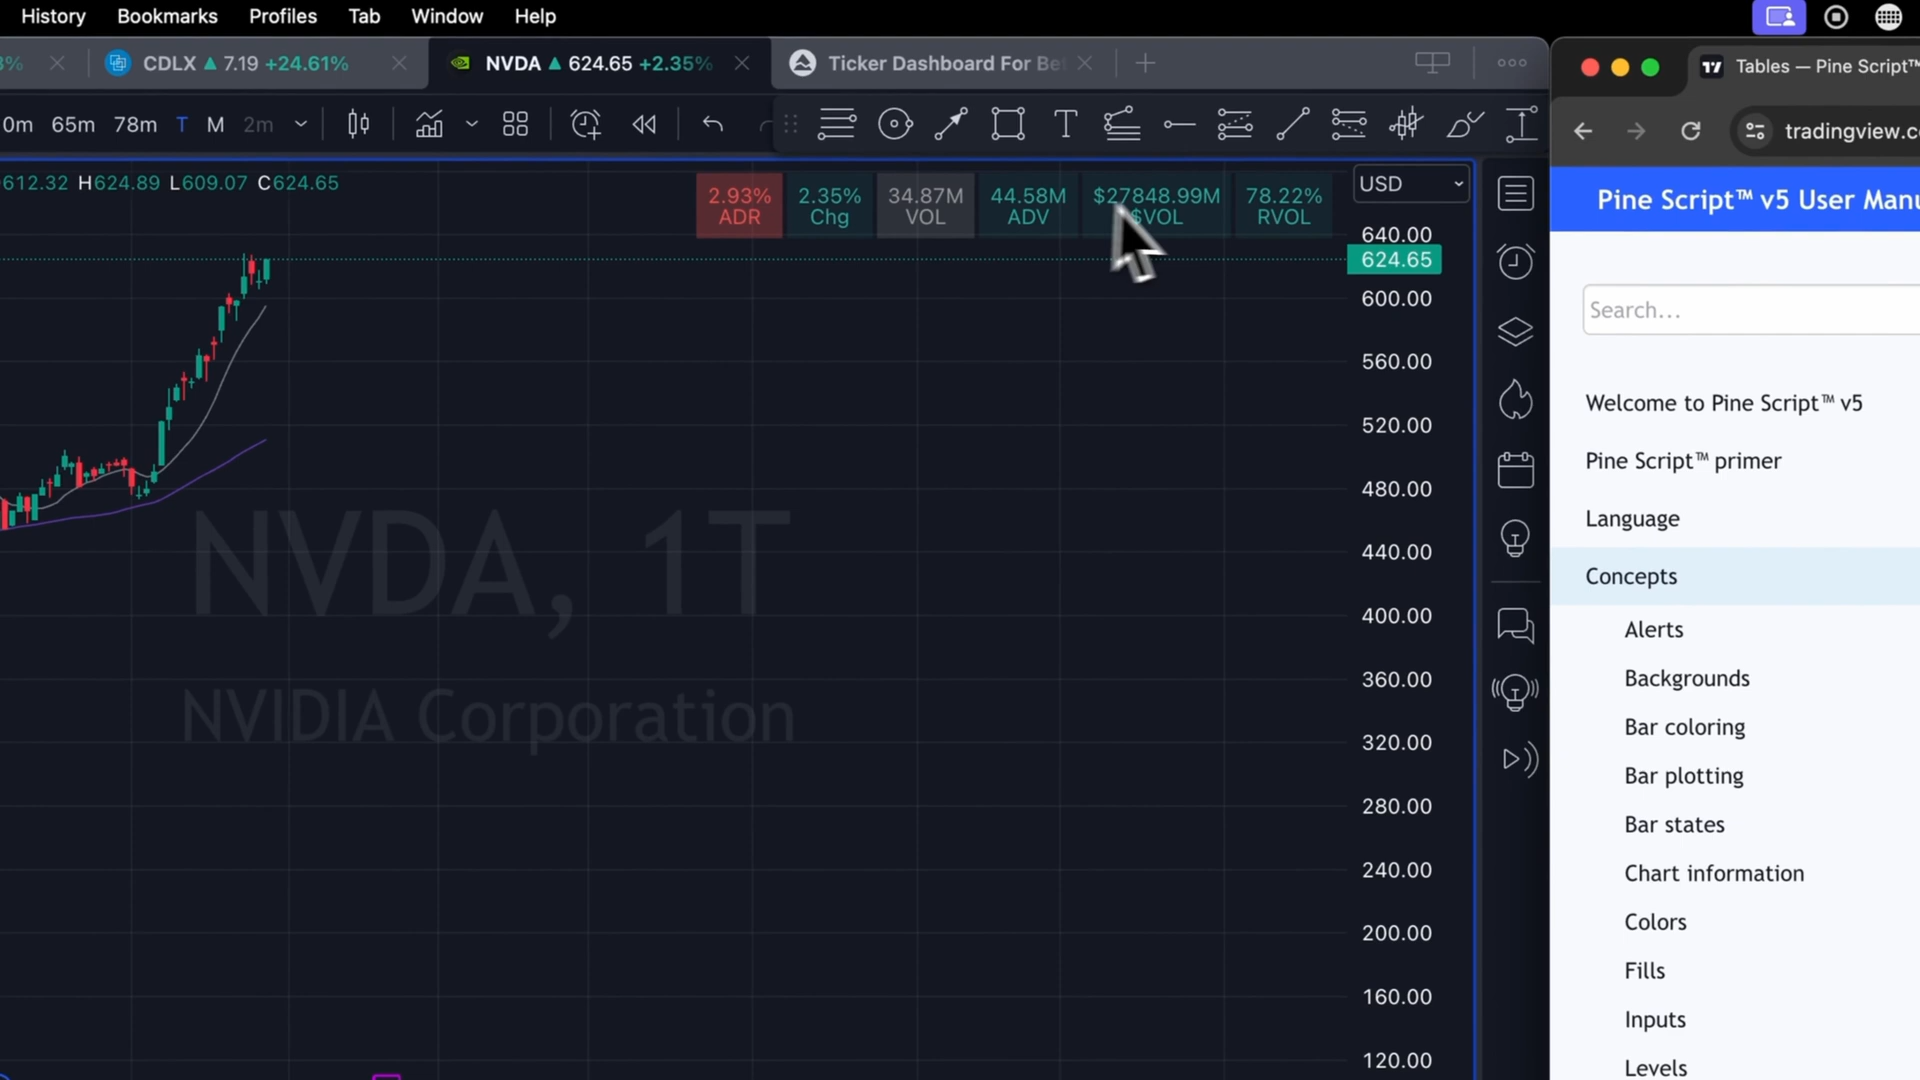 History Bookmarks Profiles Tab Window Help
% CDLX 7.19 +24.61% NVDA 624.65 +2.35% Ticker Dashboard For Be
Tables — Pine Script™
0m 65m 78m T M 2m T
tradingview.c
612.32 H624.89 L609.07 C624.65
2.93% 2.35% 34.87M 44.58M $27848.99M 78.22%
ADR Chg VOL ADV $VOL RVOL
USD
640.00
624.65
600.00
560.00
520.00
480.00
440.00
400.00
360.00
320.00
280.00
240.00
200.00
160.00
120.00
NVDA, 1T
NVIDIA Corporation
Pine Script™ v5 User Manu
Search...
Welcome to Pine Script™ v5
Pine Script™ primer
Language
Concepts
Alerts
Backgrounds
Bar coloring
Bar plotting
Bar states
Chart information
Colors
Fills
Inputs
Levels